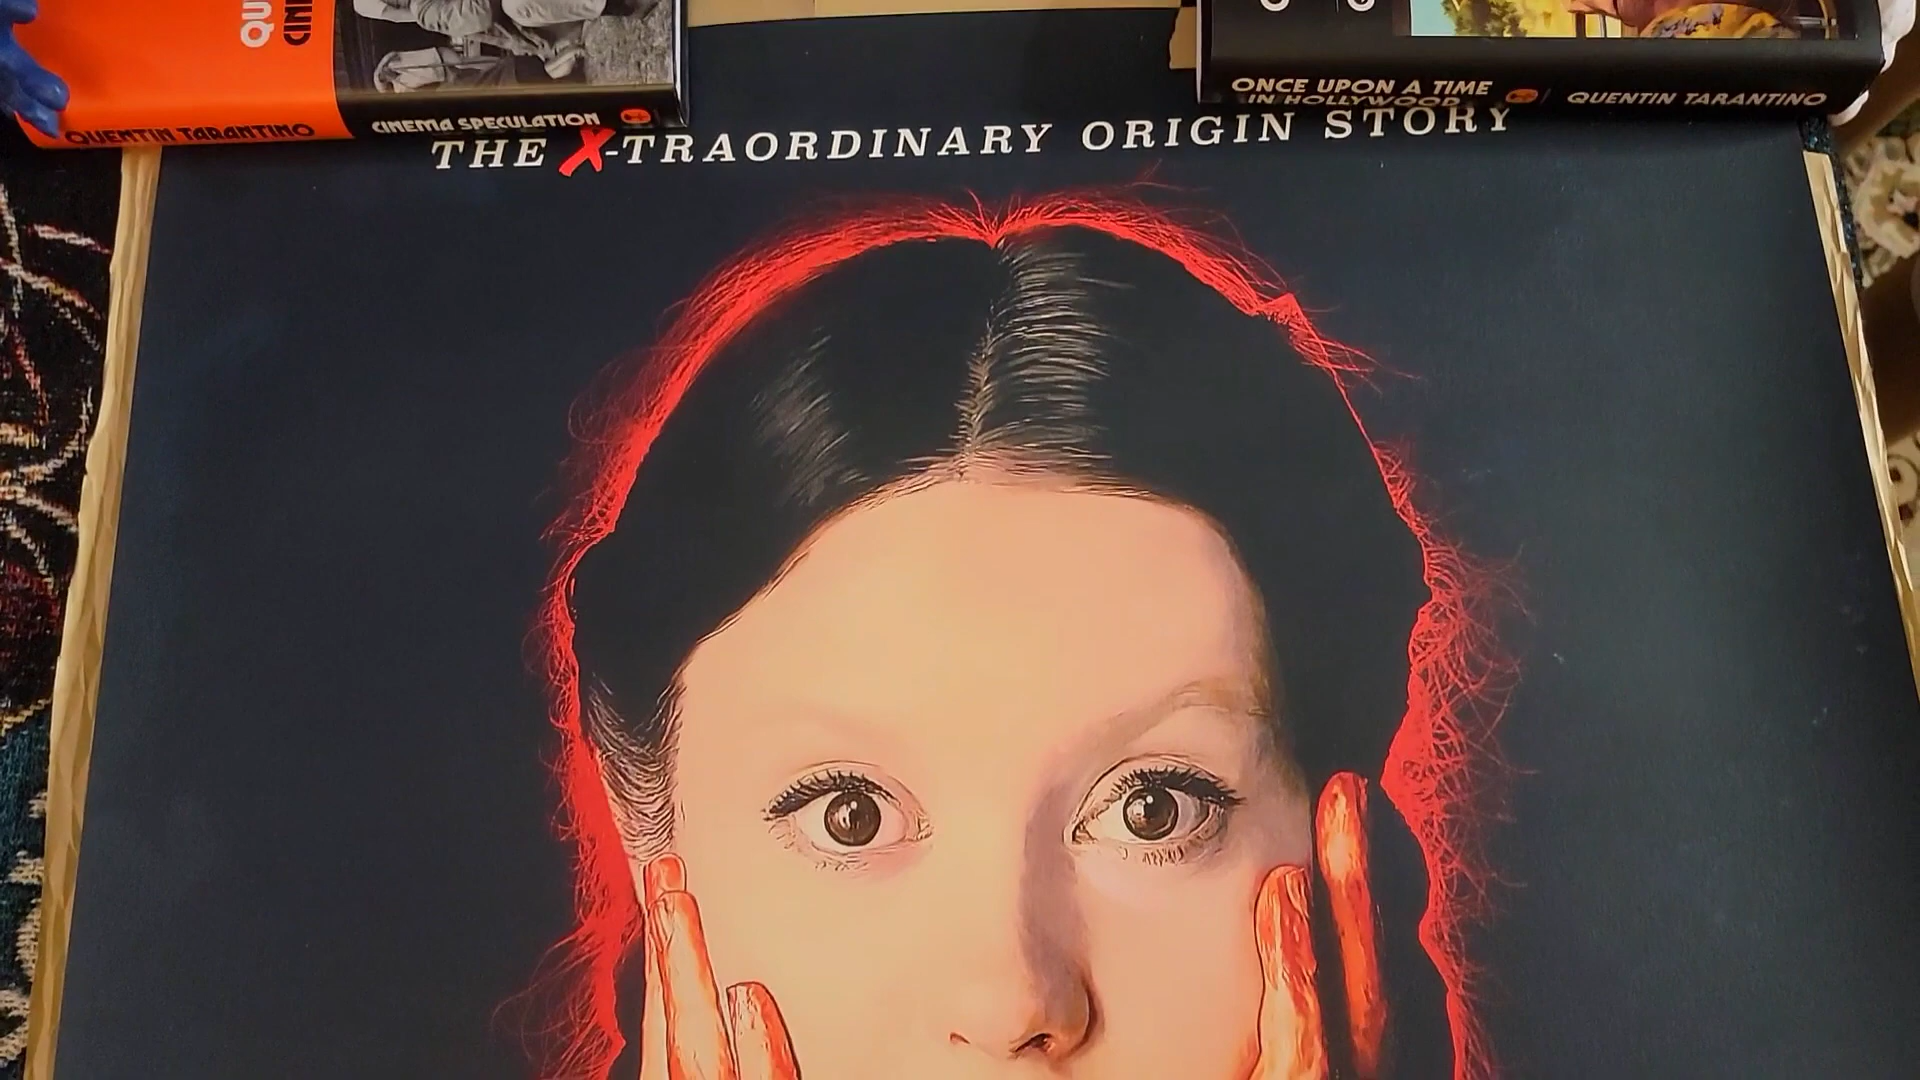 QUENTIN TARANTINO
CINEMA SPECULATION
ONCE UPON A TIME
IN HOLLYWOOD
QUENTIN TARANTINO
THE X-TRAORDINARY ORIGIN STORY